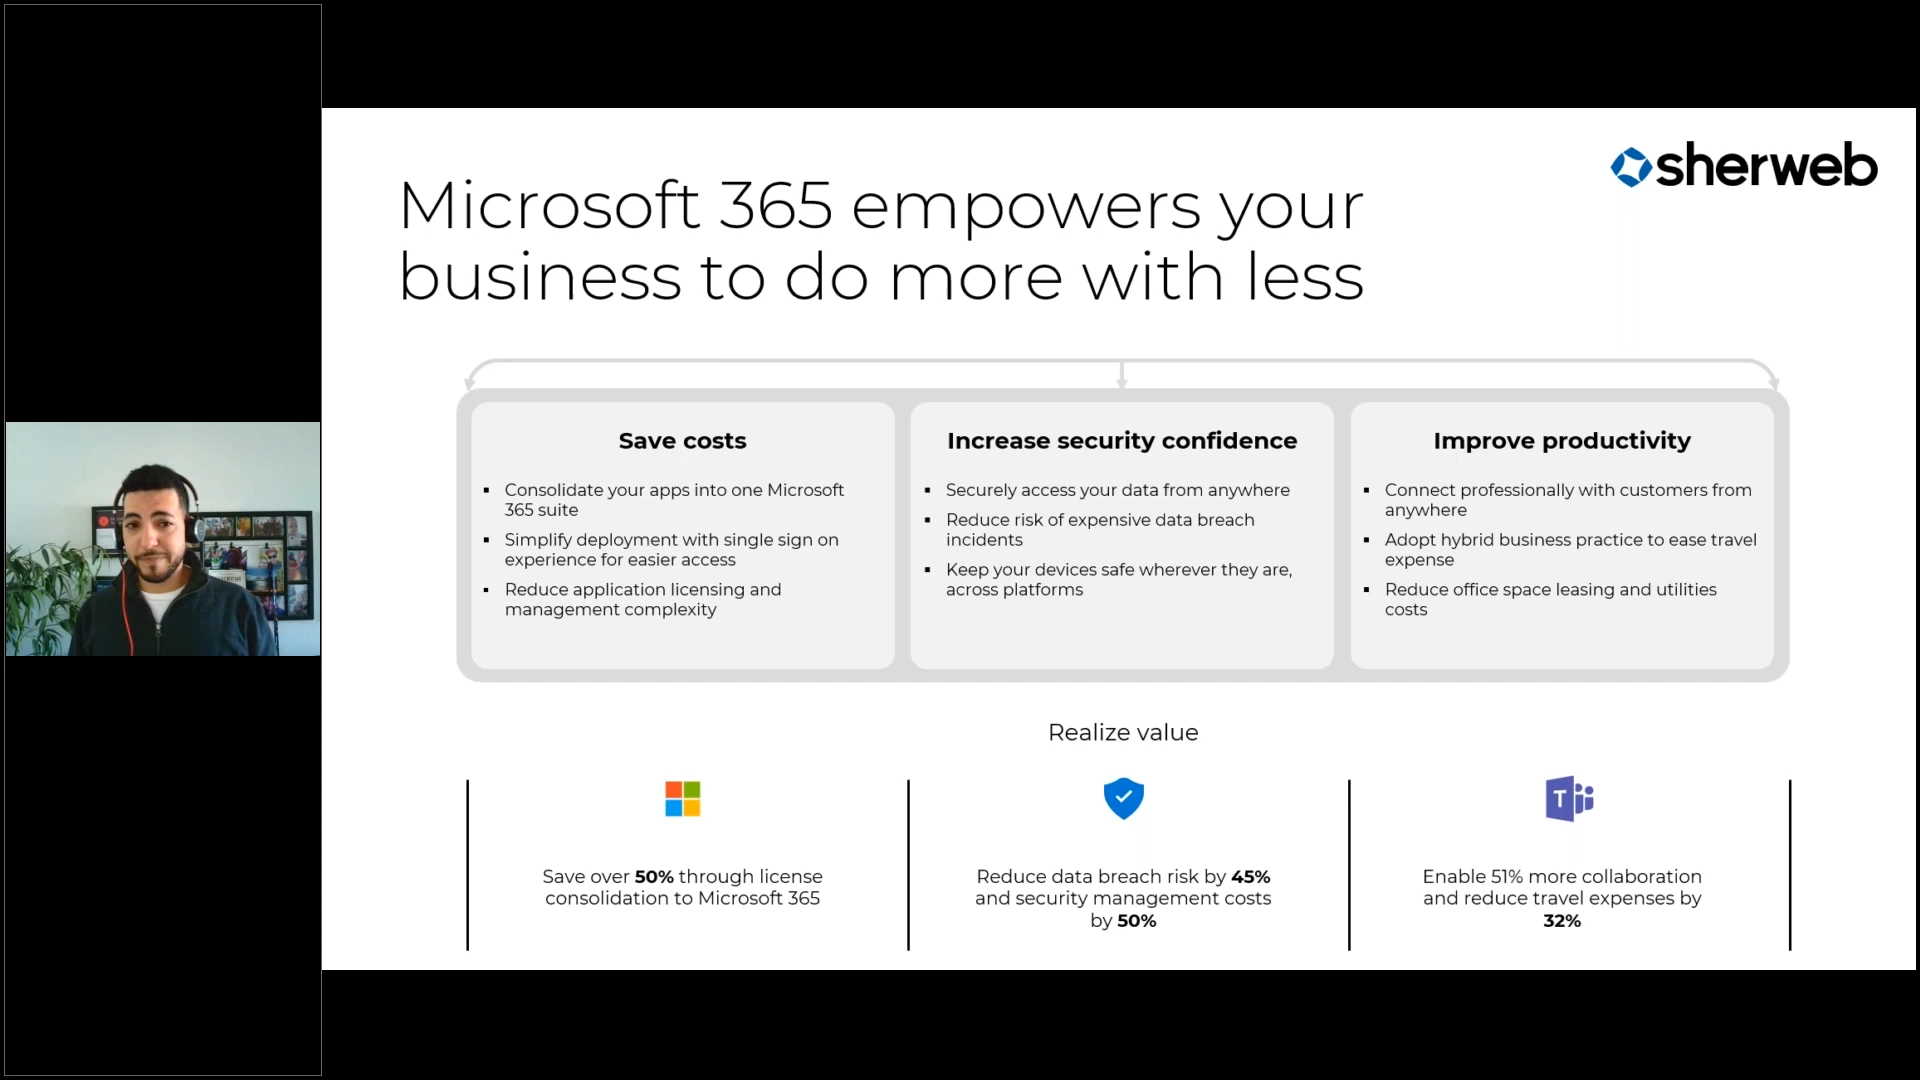 sherweb
Microsoft 365 empowers your
business to do more with less
Save costs
▪ Consolidate your apps into one Microsoft
365 suite
▪ Simplify deployment with single sign on
experience for easier access
▪ Reduce application licensing and
management complexity
Increase security confidence
▪ Securely access your data from anywhere
▪ Reduce risk of expensive data breach
incidents
▪ Keep your devices safe wherever they are,
across platforms
Improve productivity
▪ Connect professionally with customers from
anywhere
▪ Adopt hybrid business practice to ease travel
expense
▪ Reduce office space leasing and utilities
costs
Realize value
Save over 50% through license
consolidation to Microsoft 365
Reduce data breach risk by 45%
and security management costs
by 50%
T
Enable 51% more collaboration
and reduce travel expenses by
32%